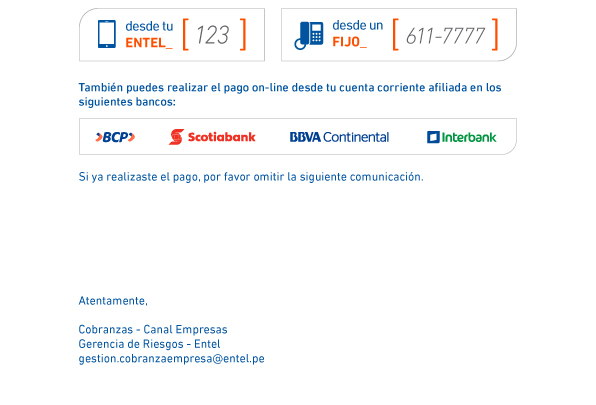 desde tu
ENTEL_ [ 123 ]
desde un
FIJO_ [ 611-7777 ]
También puedes realizar el pago on-line desde tu cuenta corriente afiliada en los
siguientes bancos:
BCP Scotiabank BBVA Continental Interbank
Si ya realizaste el pago, por favor omitir la siguiente comunicación.
Atentamente,
Cobranzas - Canal Empresas
Gerencia de Riesgos - Entel
gestion.cobranzaempresa@entel.pe